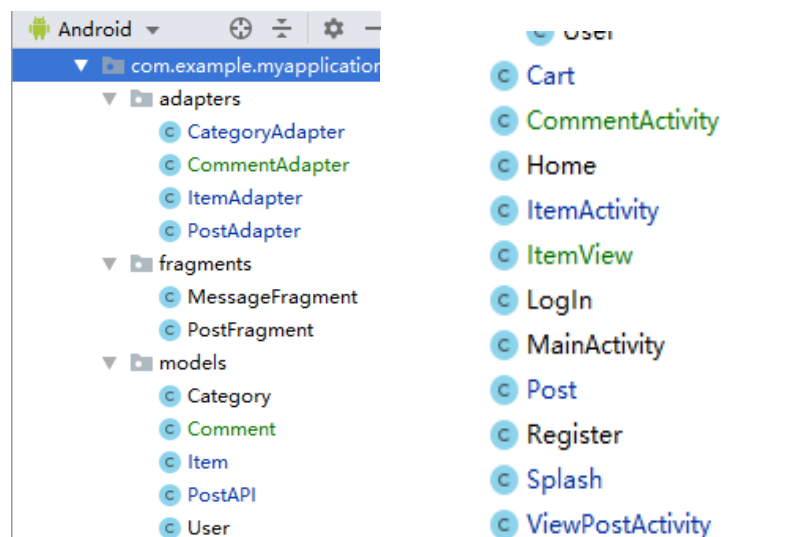 Android
com.example.myapplication
adapters
CategoryAdapter
CommentAdapter
ItemAdapter
PostAdapter
fragments
MessageFragment
PostFragment
models
Category
Comment
Item
PostAPI
User
User
Cart
CommentActivity
Home
ItemActivity
ItemView
LogIn
MainActivity
Post
Register
Splash
ViewPostActivity